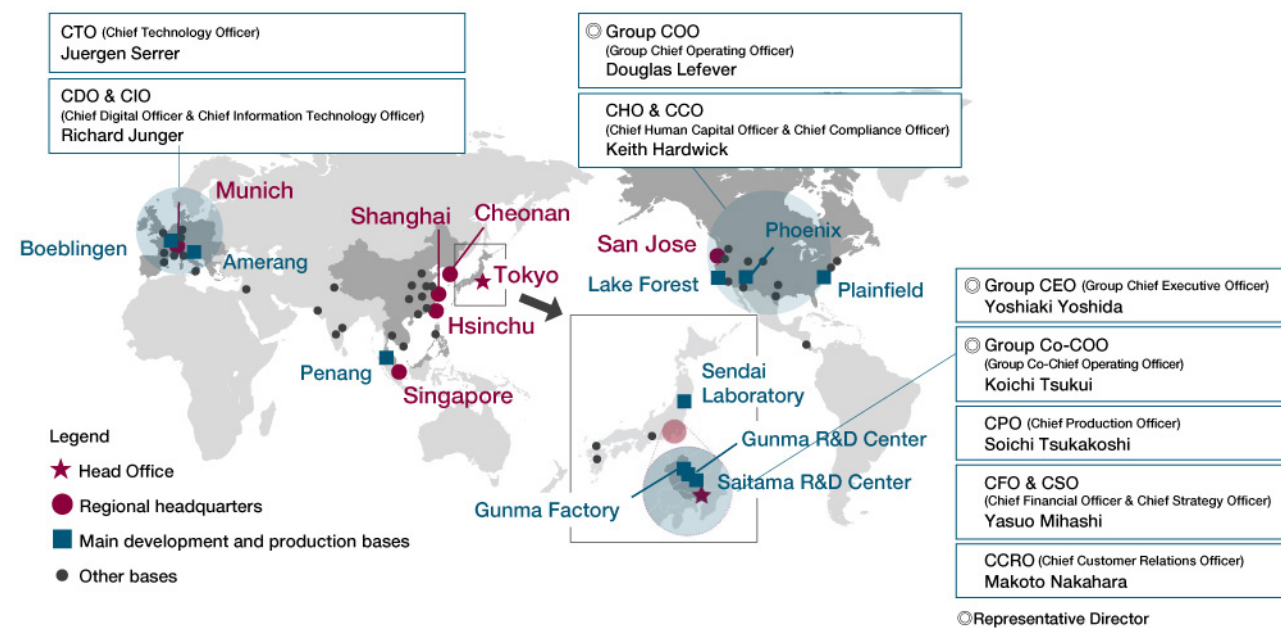 CTO (Chief Technology Officer)
Juergen Serrer
CDO & CIO
(Chief Digital Officer & Chief Information Technology Officer)
Richard Junger
◎ Group COO
(Group Chief Operating Officer)
Douglas Lefever
CHO & CCO
(Chief Human Capital Officer & Chief Compliance Officer)
Keith Hardwick
Munich
Boeblingen
Amerang
Shanghai
Cheonan
Tokyo
Hsinchu
Penang
Singapore
San Jose
Phoenix
Lake Forest
Plainfield
Sendai
Laboratory
Gunma R&D Center
Saitama R&D Center
Gunma Factory
◎ Group CEO (Group Chief Executive Officer)
Yoshiaki Yoshida
◎ Group Co-COO
(Group Co-Chief Operating Officer)
Koichi Tsukui
CPO (Chief Production Officer)
Soichi Tsukakoshi
CFO & CSO
(Chief Financial Officer & Chief Strategy Officer)
Yasuo Mihashi
CCRO (Chief Customer Relations Officer)
Makoto Nakahara
◎Representative Director
Legend
Head Office
Regional headquarters
Main development and production bases
Other bases